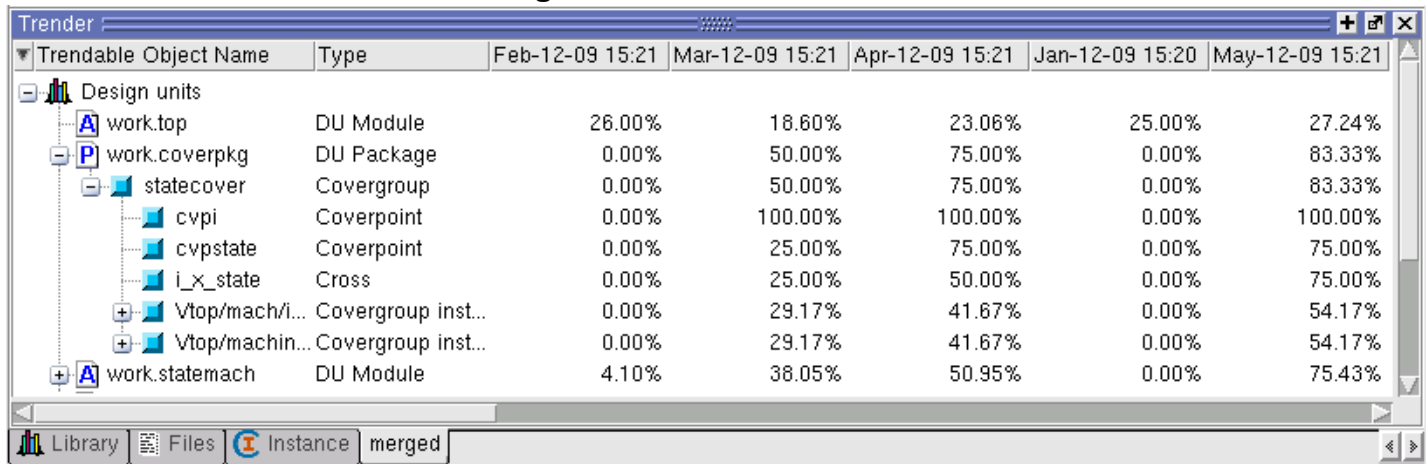 Trender
Trendable Object Name Type Feb-12-09 15:21 Mar-12-09 15:21 Apr-12-09 15:21 Jan-12-09 15:20 May-12-09 15:21
Design units
A work.top DU Module 26.00% 18.60% 23.06% 25.00% 27.24%
P work.coverpkg DU Package 0.00% 50.00% 75.00% 0.00% 83.33%
statecover Covergroup 0.00% 50.00% 75.00% 0.00% 83.33%
cvpi Coverpoint 0.00% 100.00% 100.00% 0.00% 100.00%
cvpstate Coverpoint 0.00% 25.00% 75.00% 0.00% 75.00%
i_x_state Cross 0.00% 25.00% 50.00% 0.00% 75.00%
Vtop/mach/i... Covergroup inst... 0.00% 29.17% 41.67% 0.00% 54.17%
Vtop/machin... Covergroup inst... 0.00% 29.17% 41.67% 0.00% 54.17%
A work.statemach DU Module 4.10% 38.05% 50.95% 0.00% 75.43%
Library Files I Instance merged